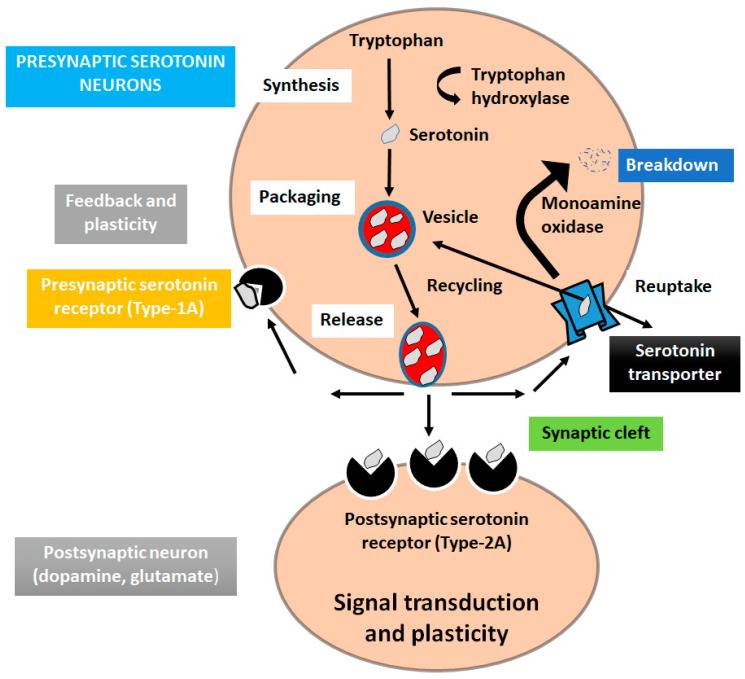 Tryptophan
PRESYNAPTIC SEROTONIN
NEURONS
Synthesis
Tryptophan
hydroxylase
Serotonin
Breakdown
Feedback and
plasticity
Packaging
Vesicle
Monoamine
oxidase
Presynaptic serotonin
receptor (Type-1A)
Recycling
Reuptake
Release
Serotonin
transporter
Synaptic cleft
Postsynaptic serotonin
receptor (Type-2A)
Postsynaptic neuron
(dopamine, glutamate)
Signal transduction
and plasticity